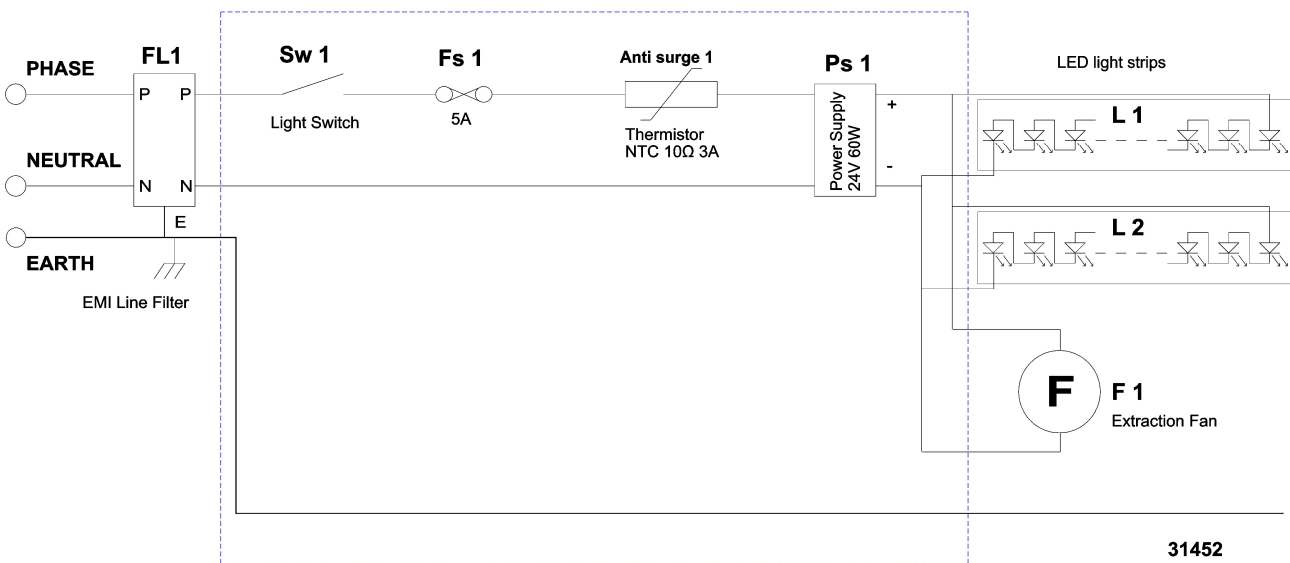 PHASE
NEUTRAL
EARTH
FL1
P P
N N
E
EMI Line Filter
Sw 1
Light Switch
Fs 1
5A
Anti surge 1
Thermistor
NTC 10Ω 3A
Ps 1
Power Supply
24V 60W
+
-
LED light strips
L 1
L 2
F
F 1
Extraction Fan
31452